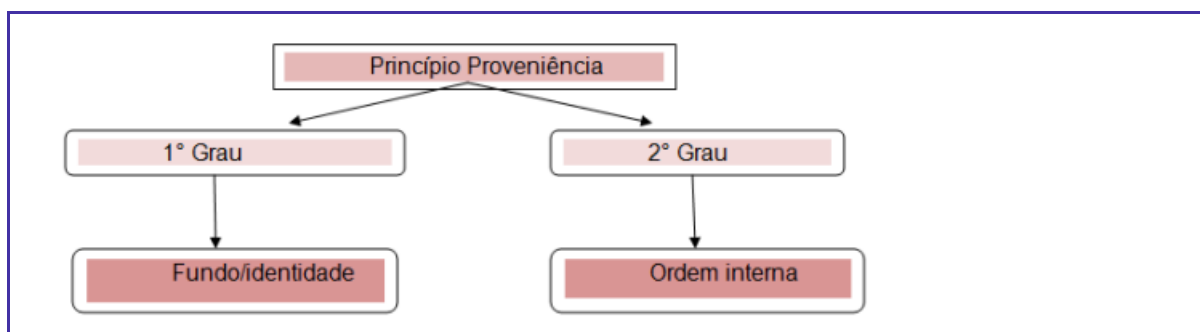 Princípio Proveniência
1° Grau
2° Grau
Fundo/identidade
Ordem interna